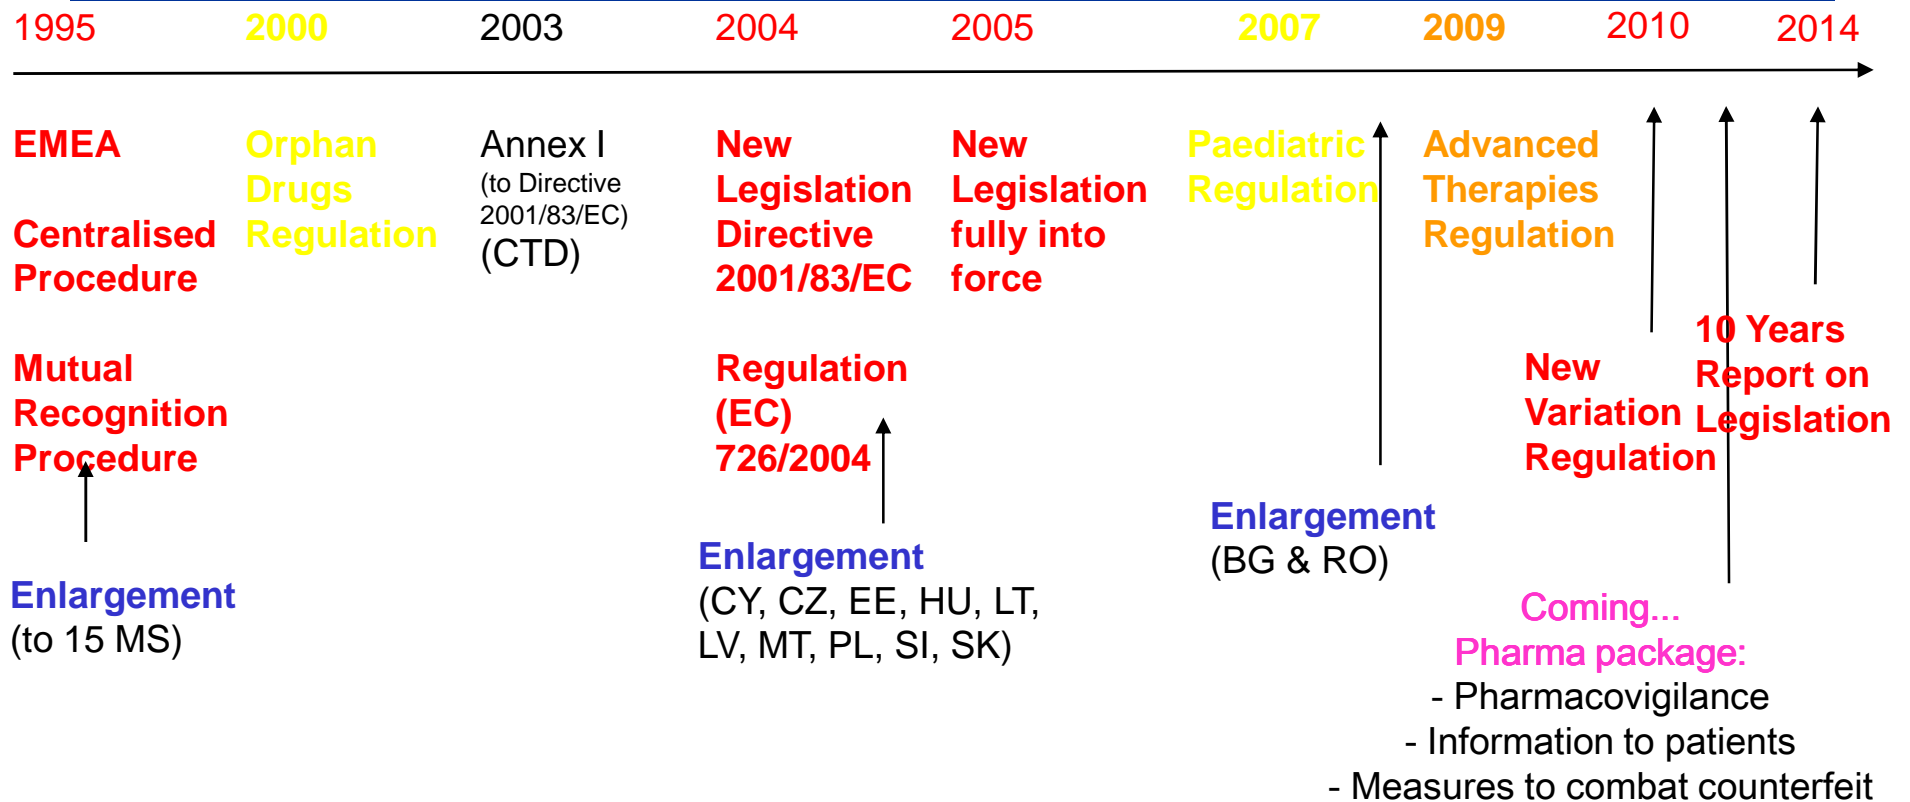 1995 2000 2003 2004 2005 2007 2009 2010 2014
EMEA
Centralised
Procedure
Mutual
Recognition
Procedure
Enlargement
(to 15 MS)
Orphan
Drugs
Regulation
Annex I
(to Directive
2001/83/EC)
(CTD)
New
Legislation
Directive
2001/83/EC
Regulation
(EC)
726/2004
Enlargement
(CY, CZ, EE, HU, LT,
LV, MT, PL, SI, SK)
New
Legislation
fully into
force
Paediatric
Regulation
Enlargement
(BG & RO)
Advanced
Therapies
Regulation
New
Variation
Regulation
10 Years
Report on
Legislation
Coming...
Pharma package:
- Pharmacovigilance
- Information to patients
- Measures to combat counterfeit